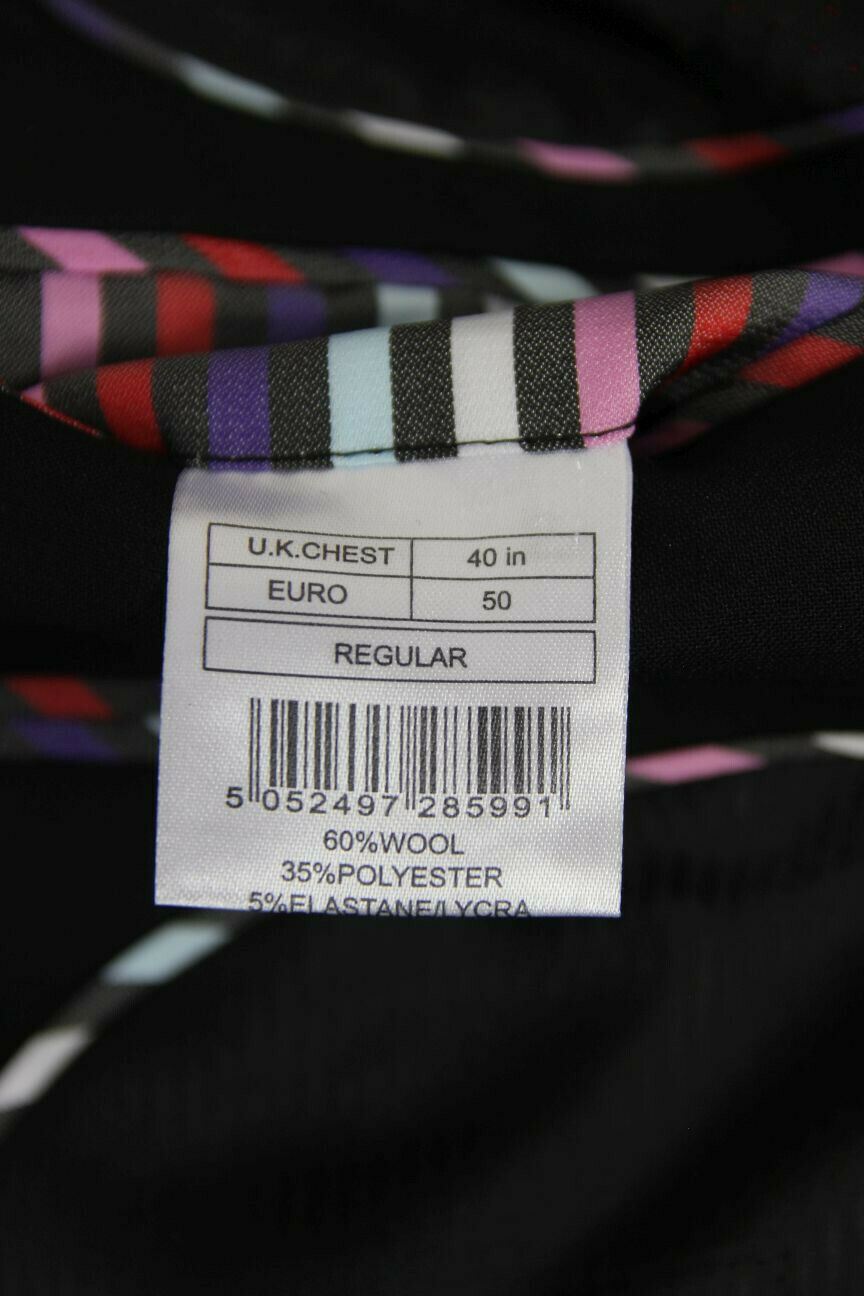 U.K.CHEST 40 in
EURO 50
REGULAR
5 052497 285991
60%WOOL
35%POLYESTER
5%ELASTANE/LYCRA